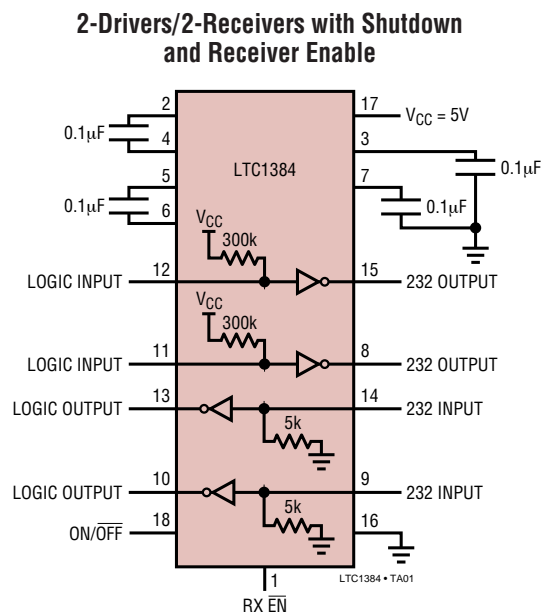 2-Drivers/2-Receivers with Shutdown
and Receiver Enable
2
17
VCC = 5V
0.1µF
4
3
LTC1384
0.1µF
5
7
0.1µF
6
0.1µF
VCC
300k
LOGIC INPUT
12
15
232 OUTPUT
VCC
300k
LOGIC INPUT
11
8
232 OUTPUT
LOGIC OUTPUT
13
14
232 INPUT
5k
LOGIC OUTPUT
10
9
232 INPUT
5k
ON/OFF
18
16
1
LTC1384 • TA01
RX EN